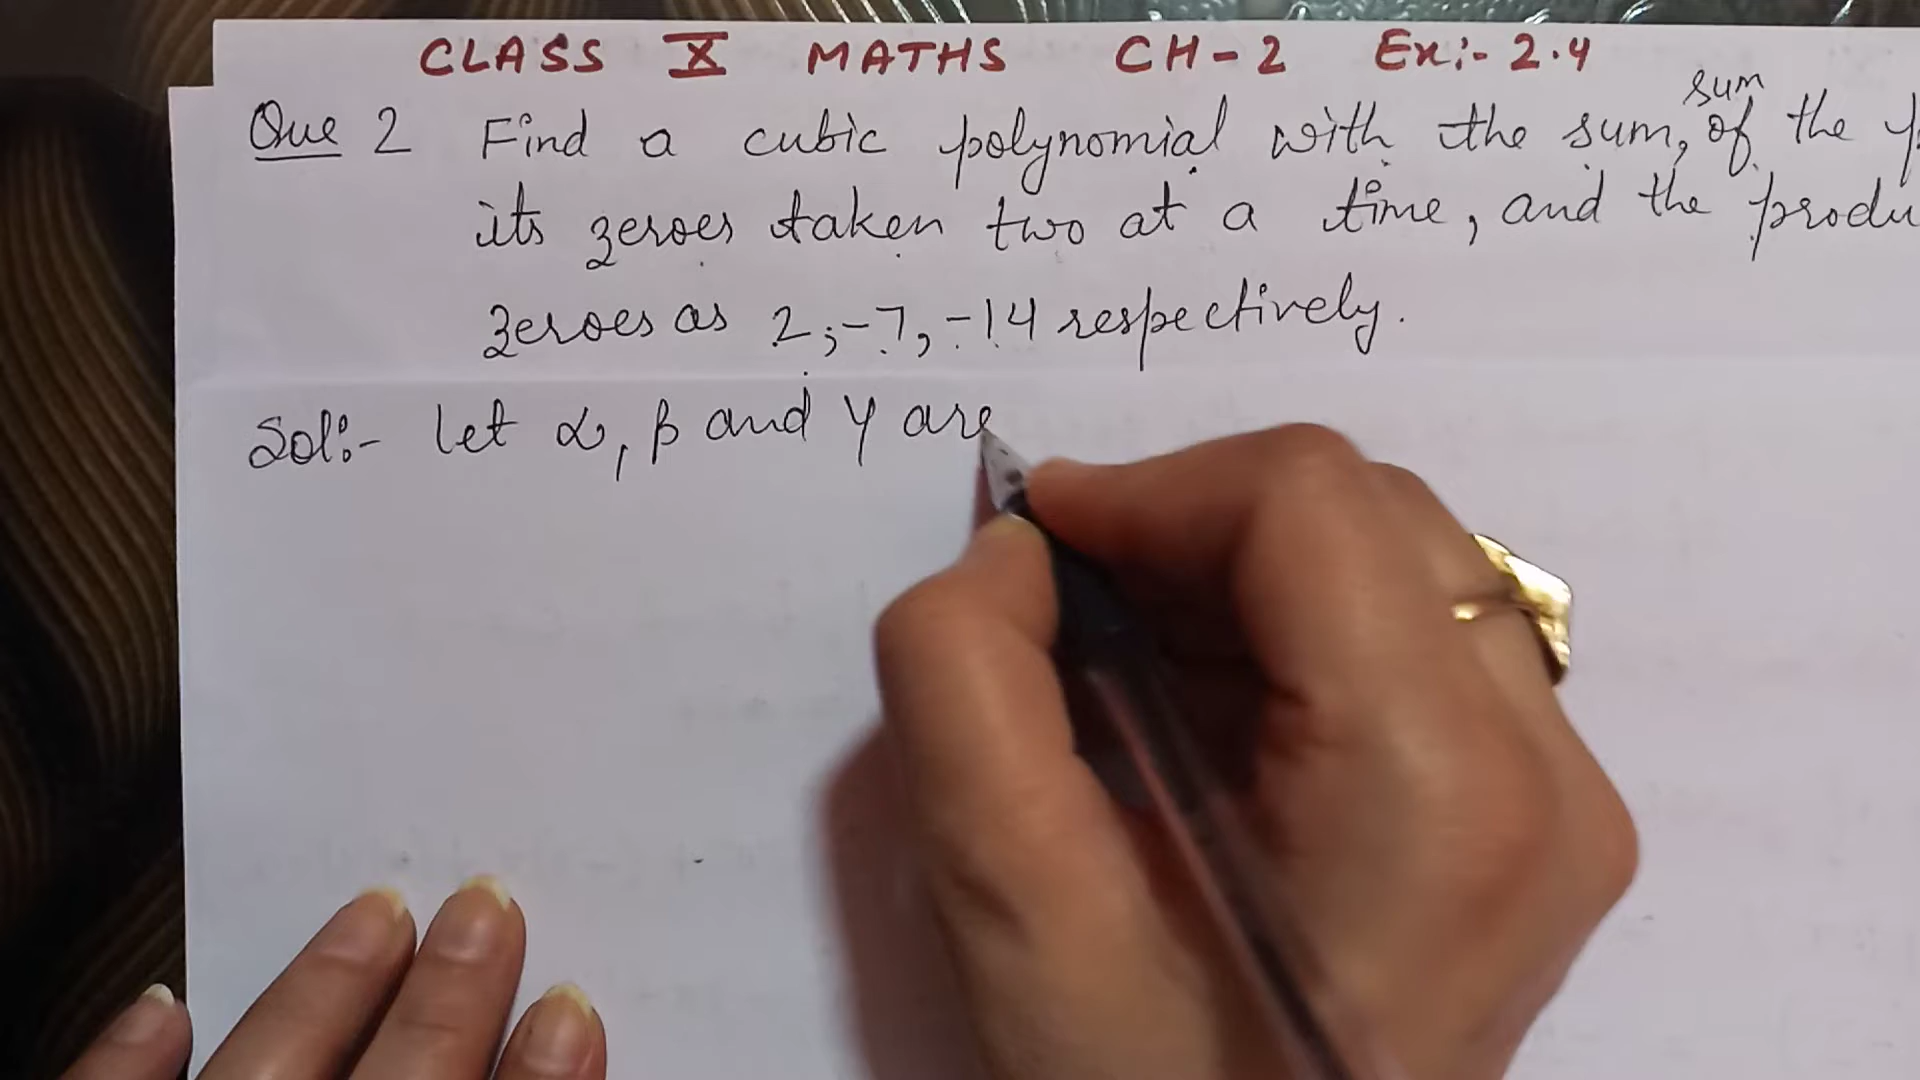 CLASS X MATHS CH-2 Ex:- 2.4
sum
Que 2 Find a cubic polynomial with the sum, of the
its zeroes taken two at a time, and the
zeroes as 2, -7, -14 respectively.
Sol:- let α, β and γ are